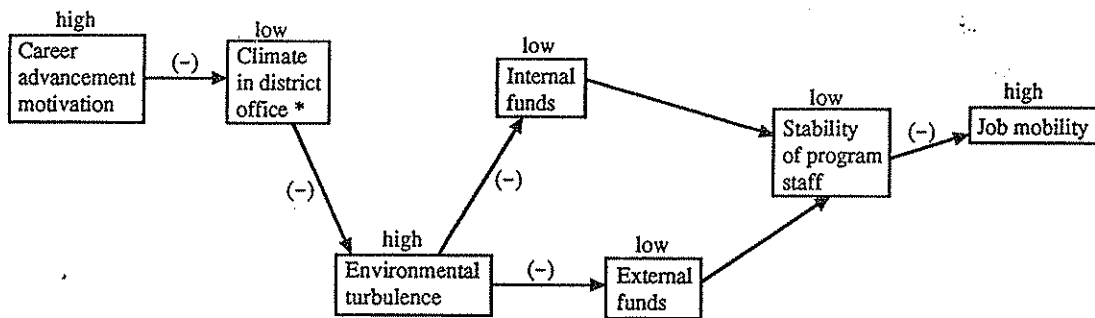 high
Career
advancement
motivation
(–)
low
Climate
in district
office *
(–)
high
Environmental
turbulence
(–)
low
Internal
funds
(–)
low
External
funds
low
Stability
of program
staff
(–)
high
Job mobility